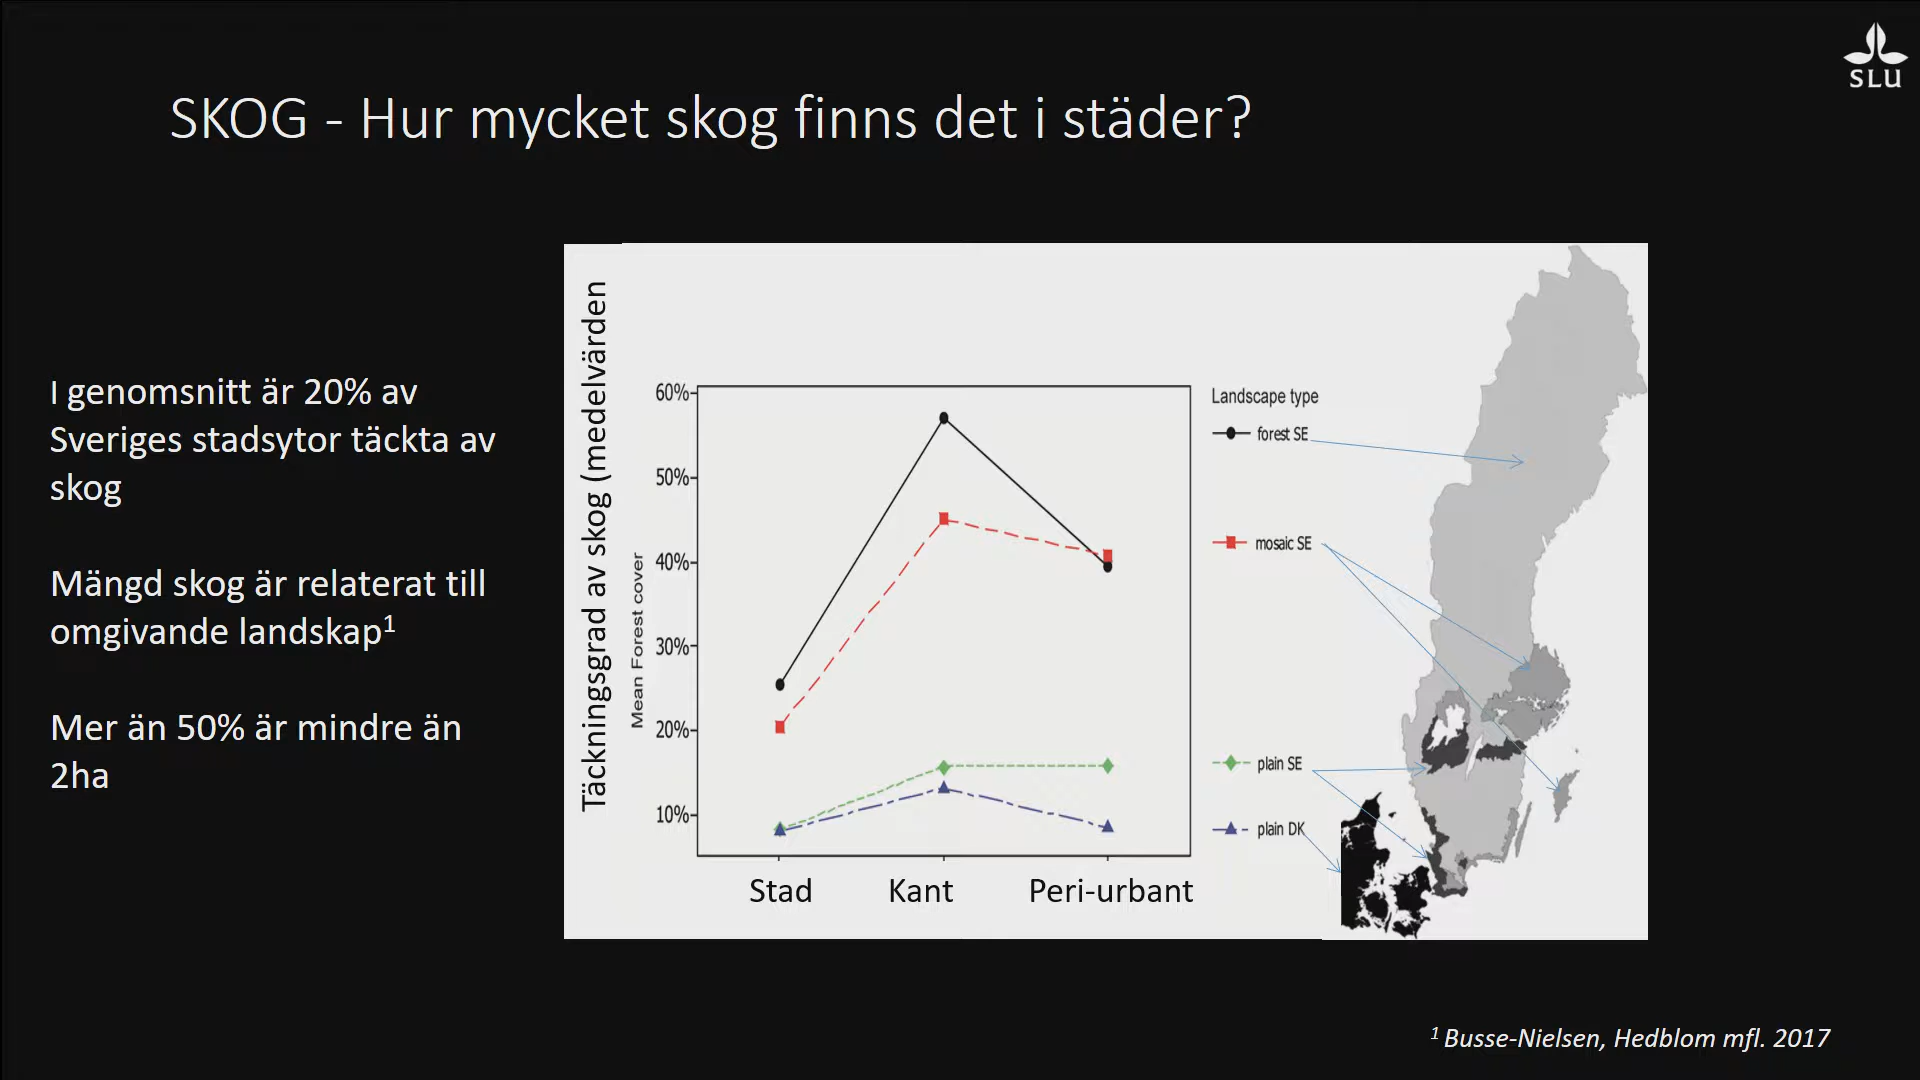 SLU
SKOG - Hur mycket skog finns det i städer?
I genomsnitt är 20% av
Sveriges stadsytor täckta av
skog
Mängd skog är relaterat till
omgivande landskap¹
Mer än 50% är mindre än
2ha
Täckningsgrad av skog (medelvärden
Mean Forest cover
60%
50%
40%
30%
20%
10%
Stad Kant Peri-urbant
Landscape type
forest SE
mosaic SE
plain SE
plain DK
¹ Busse-Nielsen, Hedblom mfl. 2017